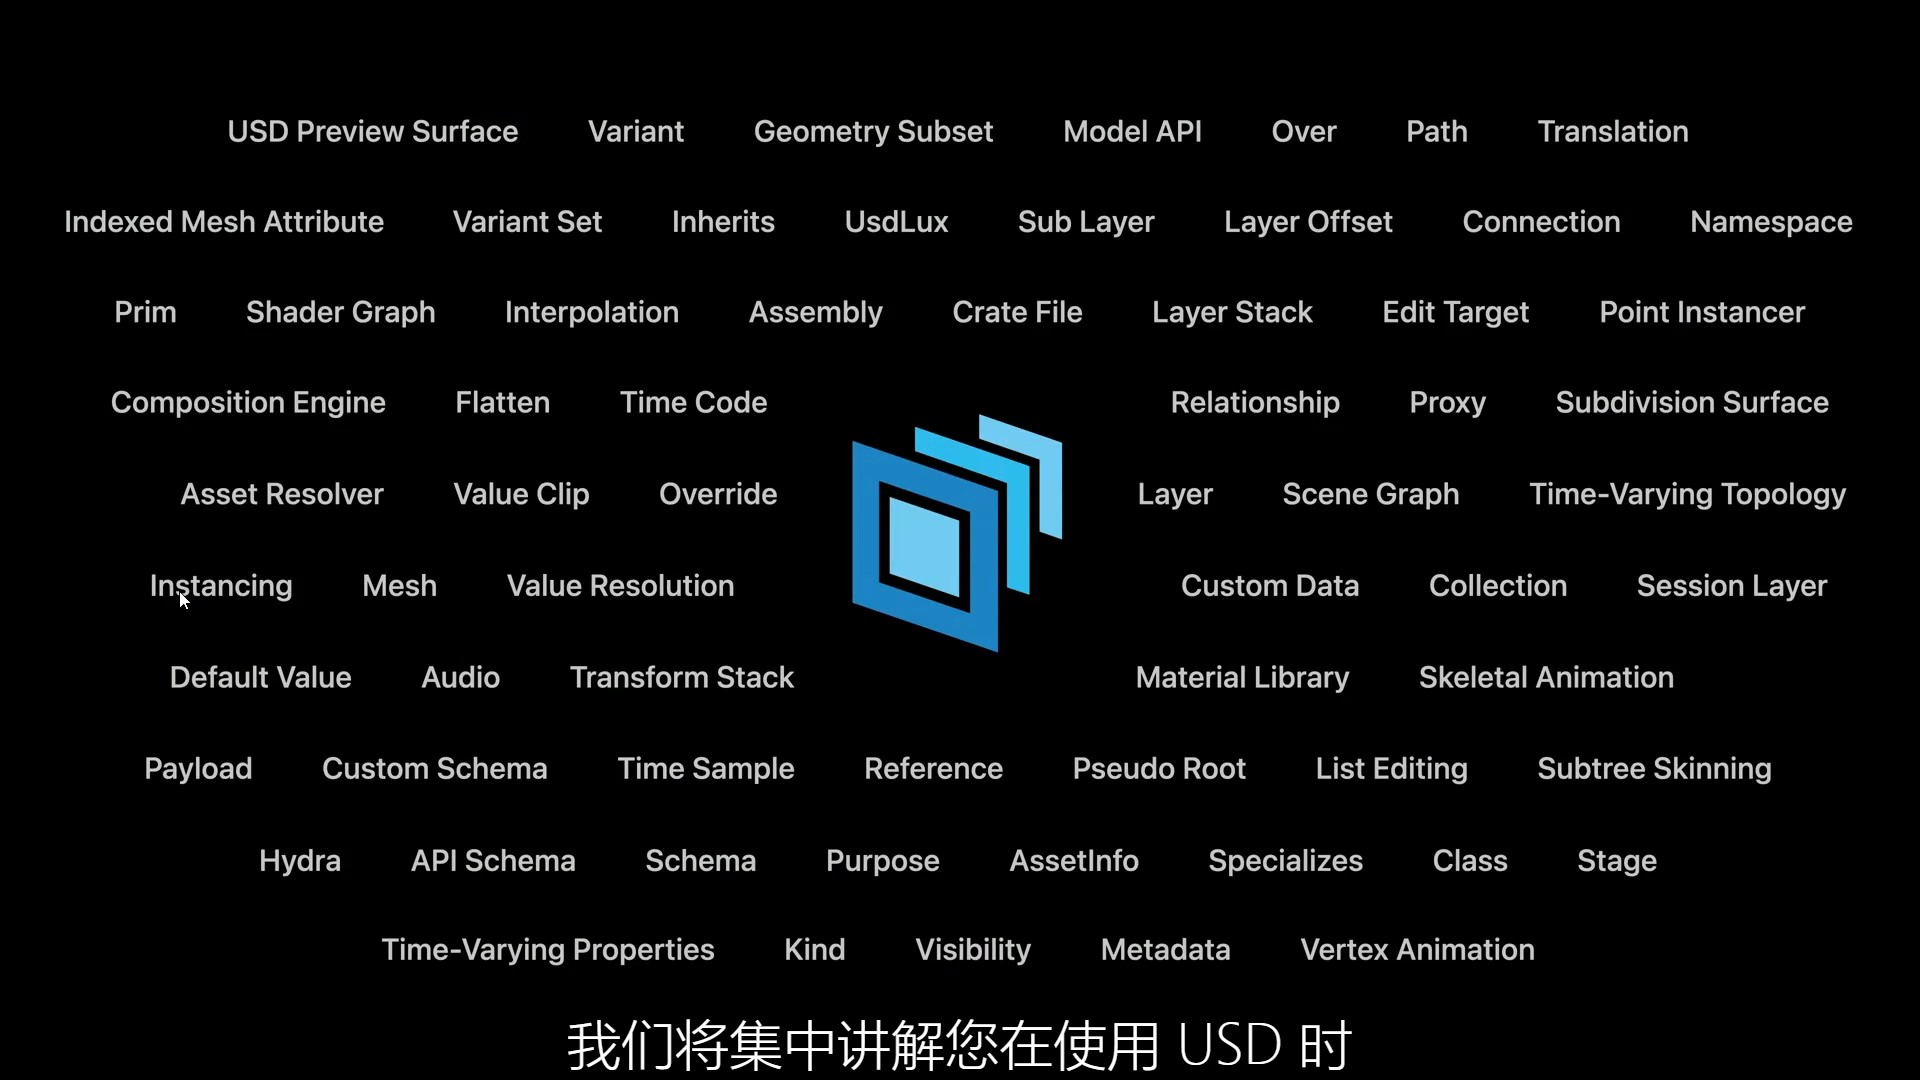 USD Preview Surface Variant Geometry Subset Model API Over Path Translation
Indexed Mesh Attribute Variant Set Inherits UsdLux Sub Layer Layer Offset Connection Namespace
Prim Shader Graph Interpolation Assembly Crate File Layer Stack Edit Target Point Instancer
Composition Engine Flatten Time Code Relationship Proxy Subdivision Surface
Asset Resolver Value Clip Override Layer Scene Graph Time-Varying Topology
Instancing Mesh Value Resolution Custom Data Collection Session Layer
Default Value Audio Transform Stack Material Library Skeletal Animation
Payload Custom Schema Time Sample Reference Pseudo Root List Editing Subtree Skinning
Hydra API Schema Schema Purpose AssetInfo Specializes Class Stage
Time-Varying Properties Kind Visibility Metadata Vertex Animation
我们将集中讲解您在使用 USD 时